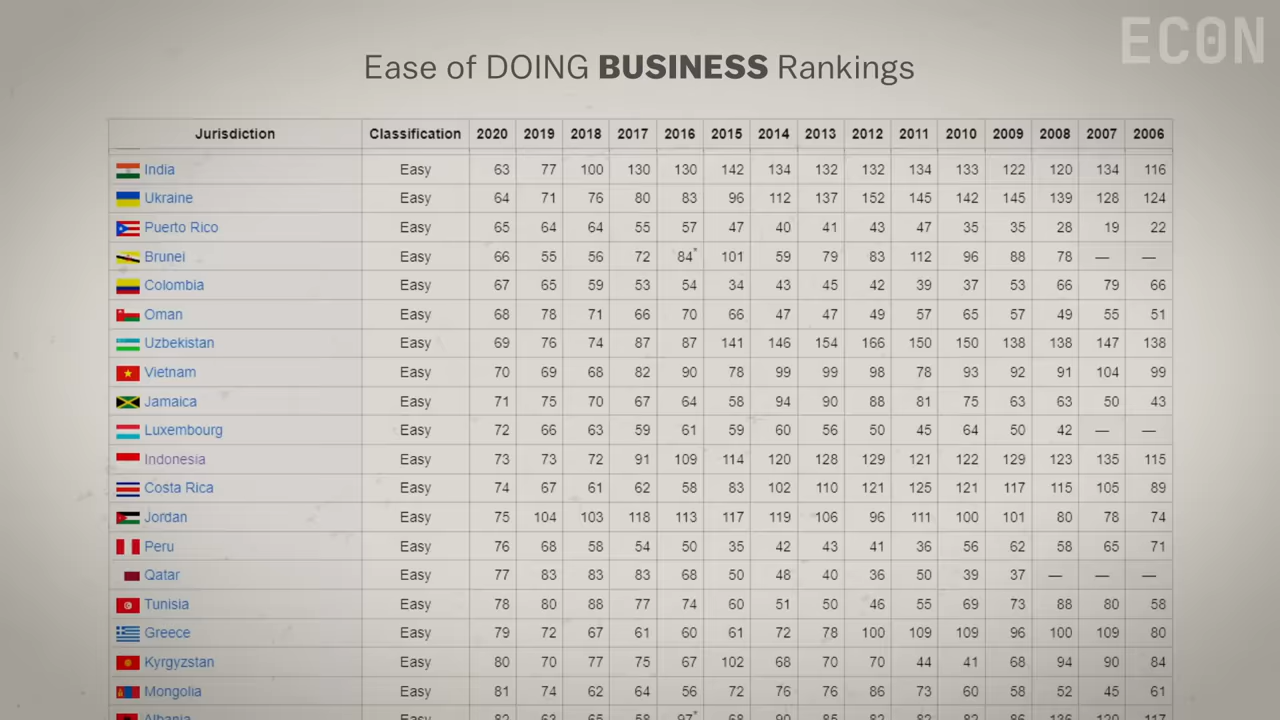 ECON
Ease of DOING BUSINESS Rankings
Jurisdiction Classification 2020 2019 2018 2017 2016 2015 2014 2013 2012 2011 2010 2009 2008 2007 2006
India Easy 63 77 100 130 130 142 134 132 132 134 133 122 120 134 116
Ukraine Easy 64 71 76 80 83 96 112 137 152 145 142 145 139 128 124
Puerto Rico Easy 65 64 64 55 57 47 40 41 43 47 35 35 28 19 22
Brunei Easy 66 55 56 72 84* 101 59 79 83 112 96 88 78 — —
Colombia Easy 67 65 59 53 54 34 43 45 42 39 37 53 66 79 66
Oman Easy 68 78 71 66 70 66 47 47 49 57 65 57 49 55 51
Uzbekistan Easy 69 76 74 87 87 141 146 154 166 150 150 138 138 147 138
Vietnam Easy 70 69 68 82 90 78 99 99 98 78 93 92 91 104 99
Jamaica Easy 71 75 70 67 64 58 94 90 88 81 75 63 63 50 43
Luxembourg Easy 72 66 63 59 61 59 60 56 50 45 64 50 42 — —
Indonesia Easy 73 73 72 91 109 114 120 128 129 121 122 129 123 135 115
Costa Rica Easy 74 67 61 62 58 83 102 110 121 125 121 117 115 105 89
Jordan Easy 75 104 103 118 113 117 119 106 96 111 100 101 80 78 74
Peru Easy 76 68 58 54 50 35 42 43 41 36 56 62 58 65 71
Qatar Easy 77 83 83 83 68 50 48 40 36 50 39 37 — — —
Tunisia Easy 78 80 88 77 74 60 51 50 46 55 69 73 88 80 58
Greece Easy 79 72 67 61 60 61 72 78 100 109 109 96 100 109 80
Kyrgyzstan Easy 80 70 77 75 67 102 68 70 70 44 41 68 94 90 84
Mongolia Easy 81 74 62 64 56 72 76 76 86 73 60 58 52 45 61
Albania Easy 82 63 65 58 97* 68 90 85 82 82 82 86 136 120 117